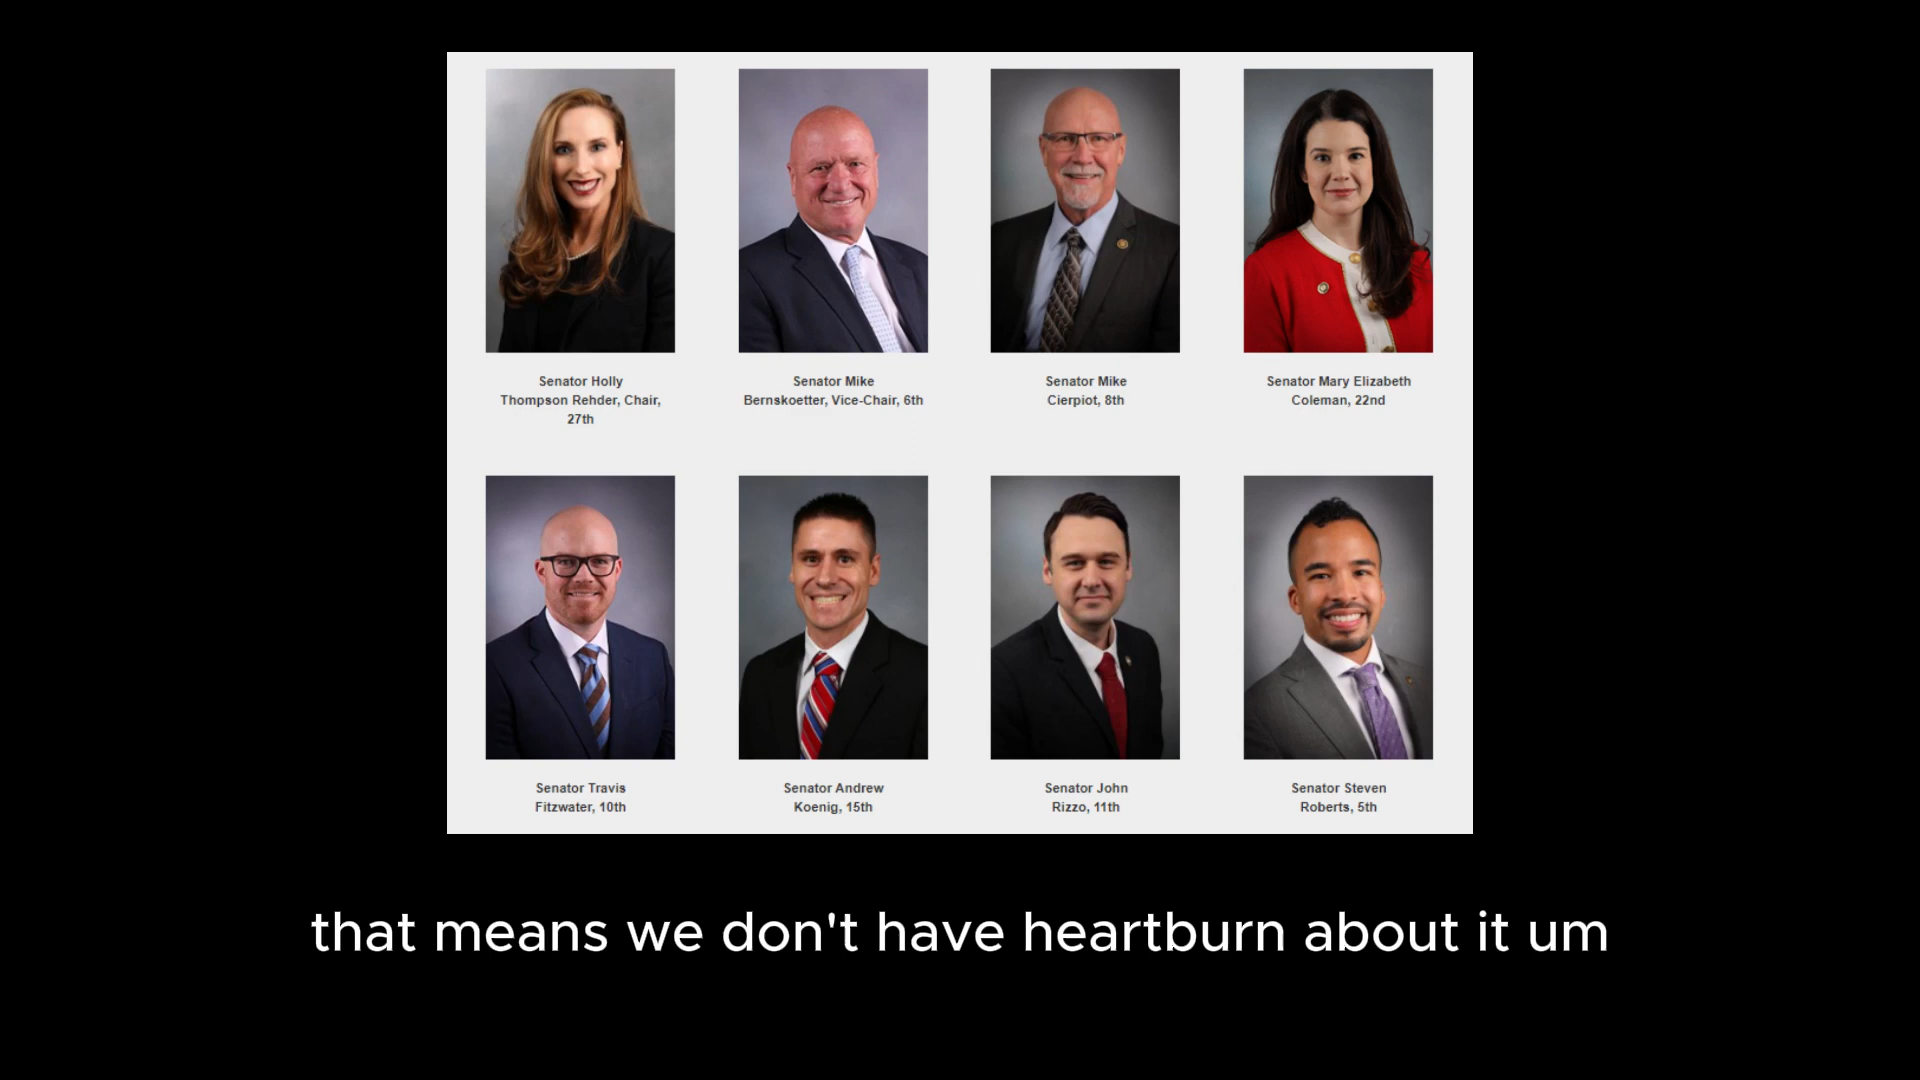 Senator Holly
Thompson Rehder, Chair,
27th
Senator Mike
Bernskoetter, Vice-Chair, 6th
Senator Mike
Cierpiot, 8th
Senator Mary Elizabeth
Coleman, 22nd
Senator Travis
Fitzwater, 10th
Senator Andrew
Koenig, 15th
Senator John
Rizzo, 11th
Senator Steven
Roberts, 5th
that means we don't have heartburn about it um